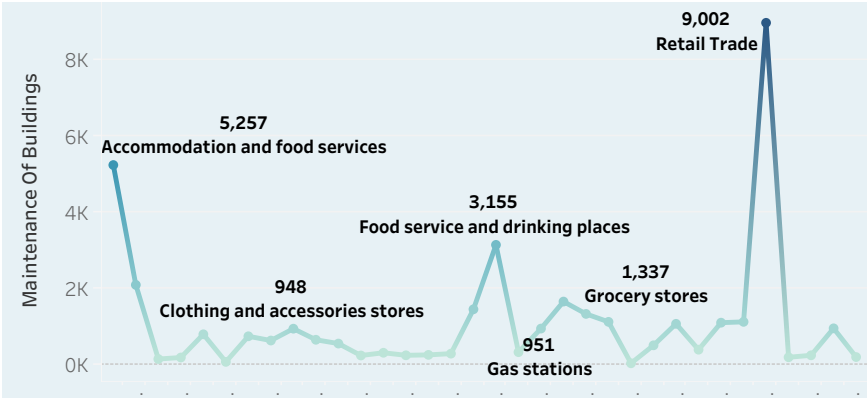 9,002
Retail Trade
8K
5,257
Accommodation and food services
6K
3,155
Food service and drinking places
4K
1,337
Grocery stores
948
Clothing and accessories stores
2K
951
Gas stations
0K
Maintenance Of Buildings